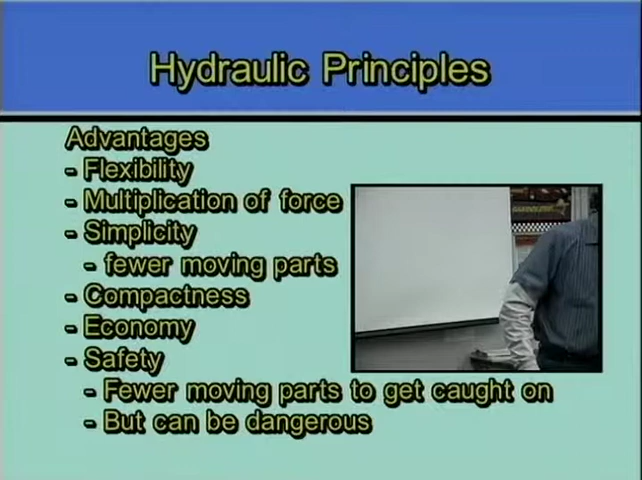 Hydraulic Principles
Advantages
- Flexibility
- Multiplication of force
- Simplicity
- fewer moving parts
- Compactness
- Economy
- Safety
- Fewer moving parts to get caught on
- But can be dangerous